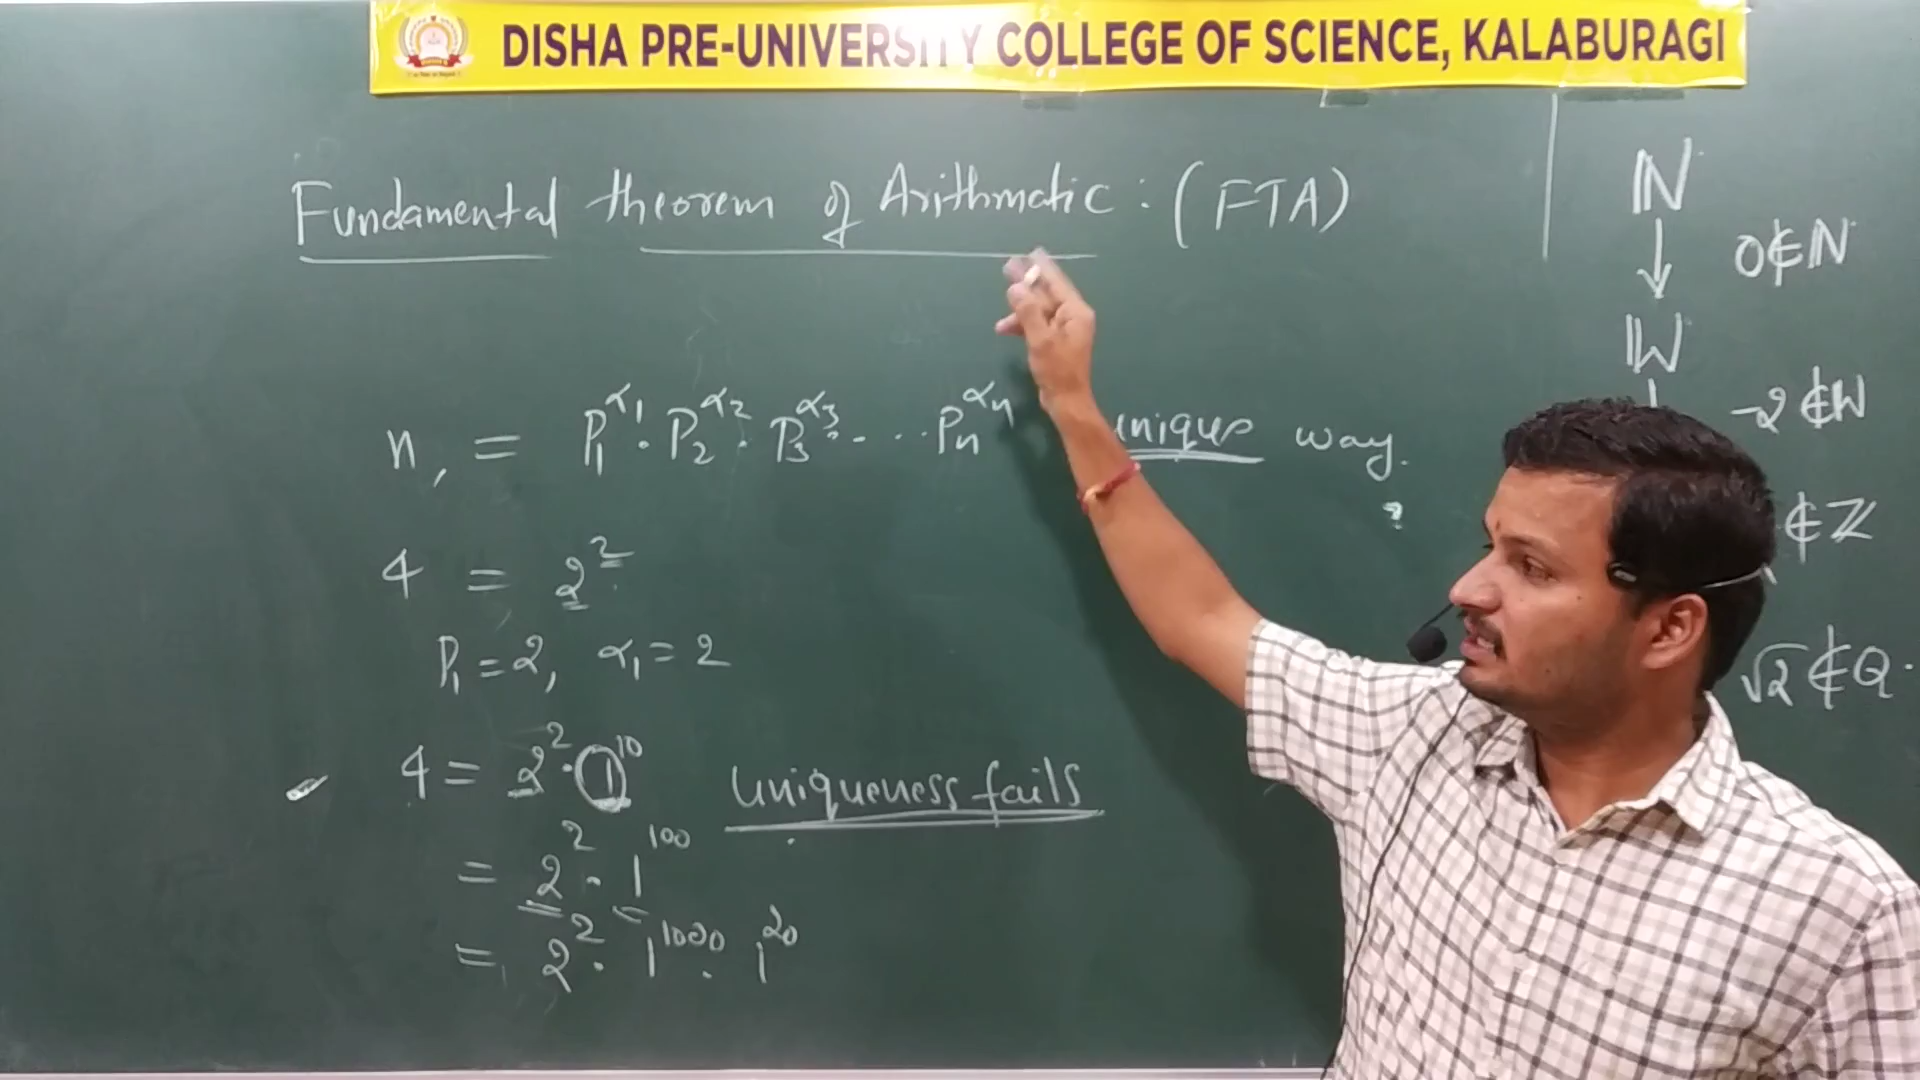 DISHA PRE-UNIVERSITY COLLEGE OF SCIENCE, KALABURAGI
Fundamental theorem of Arithmatic : (FTA)
n, = P₁^α₁ · P₂^α₂ · P₃^α₃ · - · · · Pₙ^αₙ unique way.
?
4 = 2²
P₁ = 2, α₁ = 2
4 = 2² · 1¹⁰ Uniqueness fails
= 2² · 1¹⁰⁰
= 2² · 1¹⁰⁰⁰ · 1²⁰
ℕ
↓ 0 ∉ ℕ
𝕎
-2 ∉ W
∉ ℤ
√2 ∉ Q.